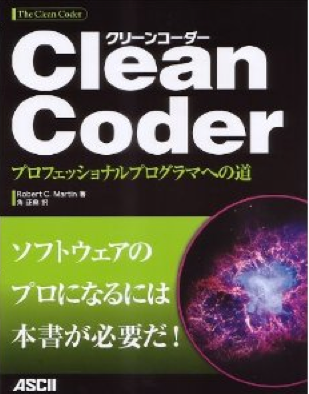 The Clean Coder
クリーンコーダー
Clean
Coder
プロフェッショナルプログラマへの道
Robert C. Martin 著
角 征典 訳
ソフトウェアの
プロになるには
本書が必要だ!
ASCII